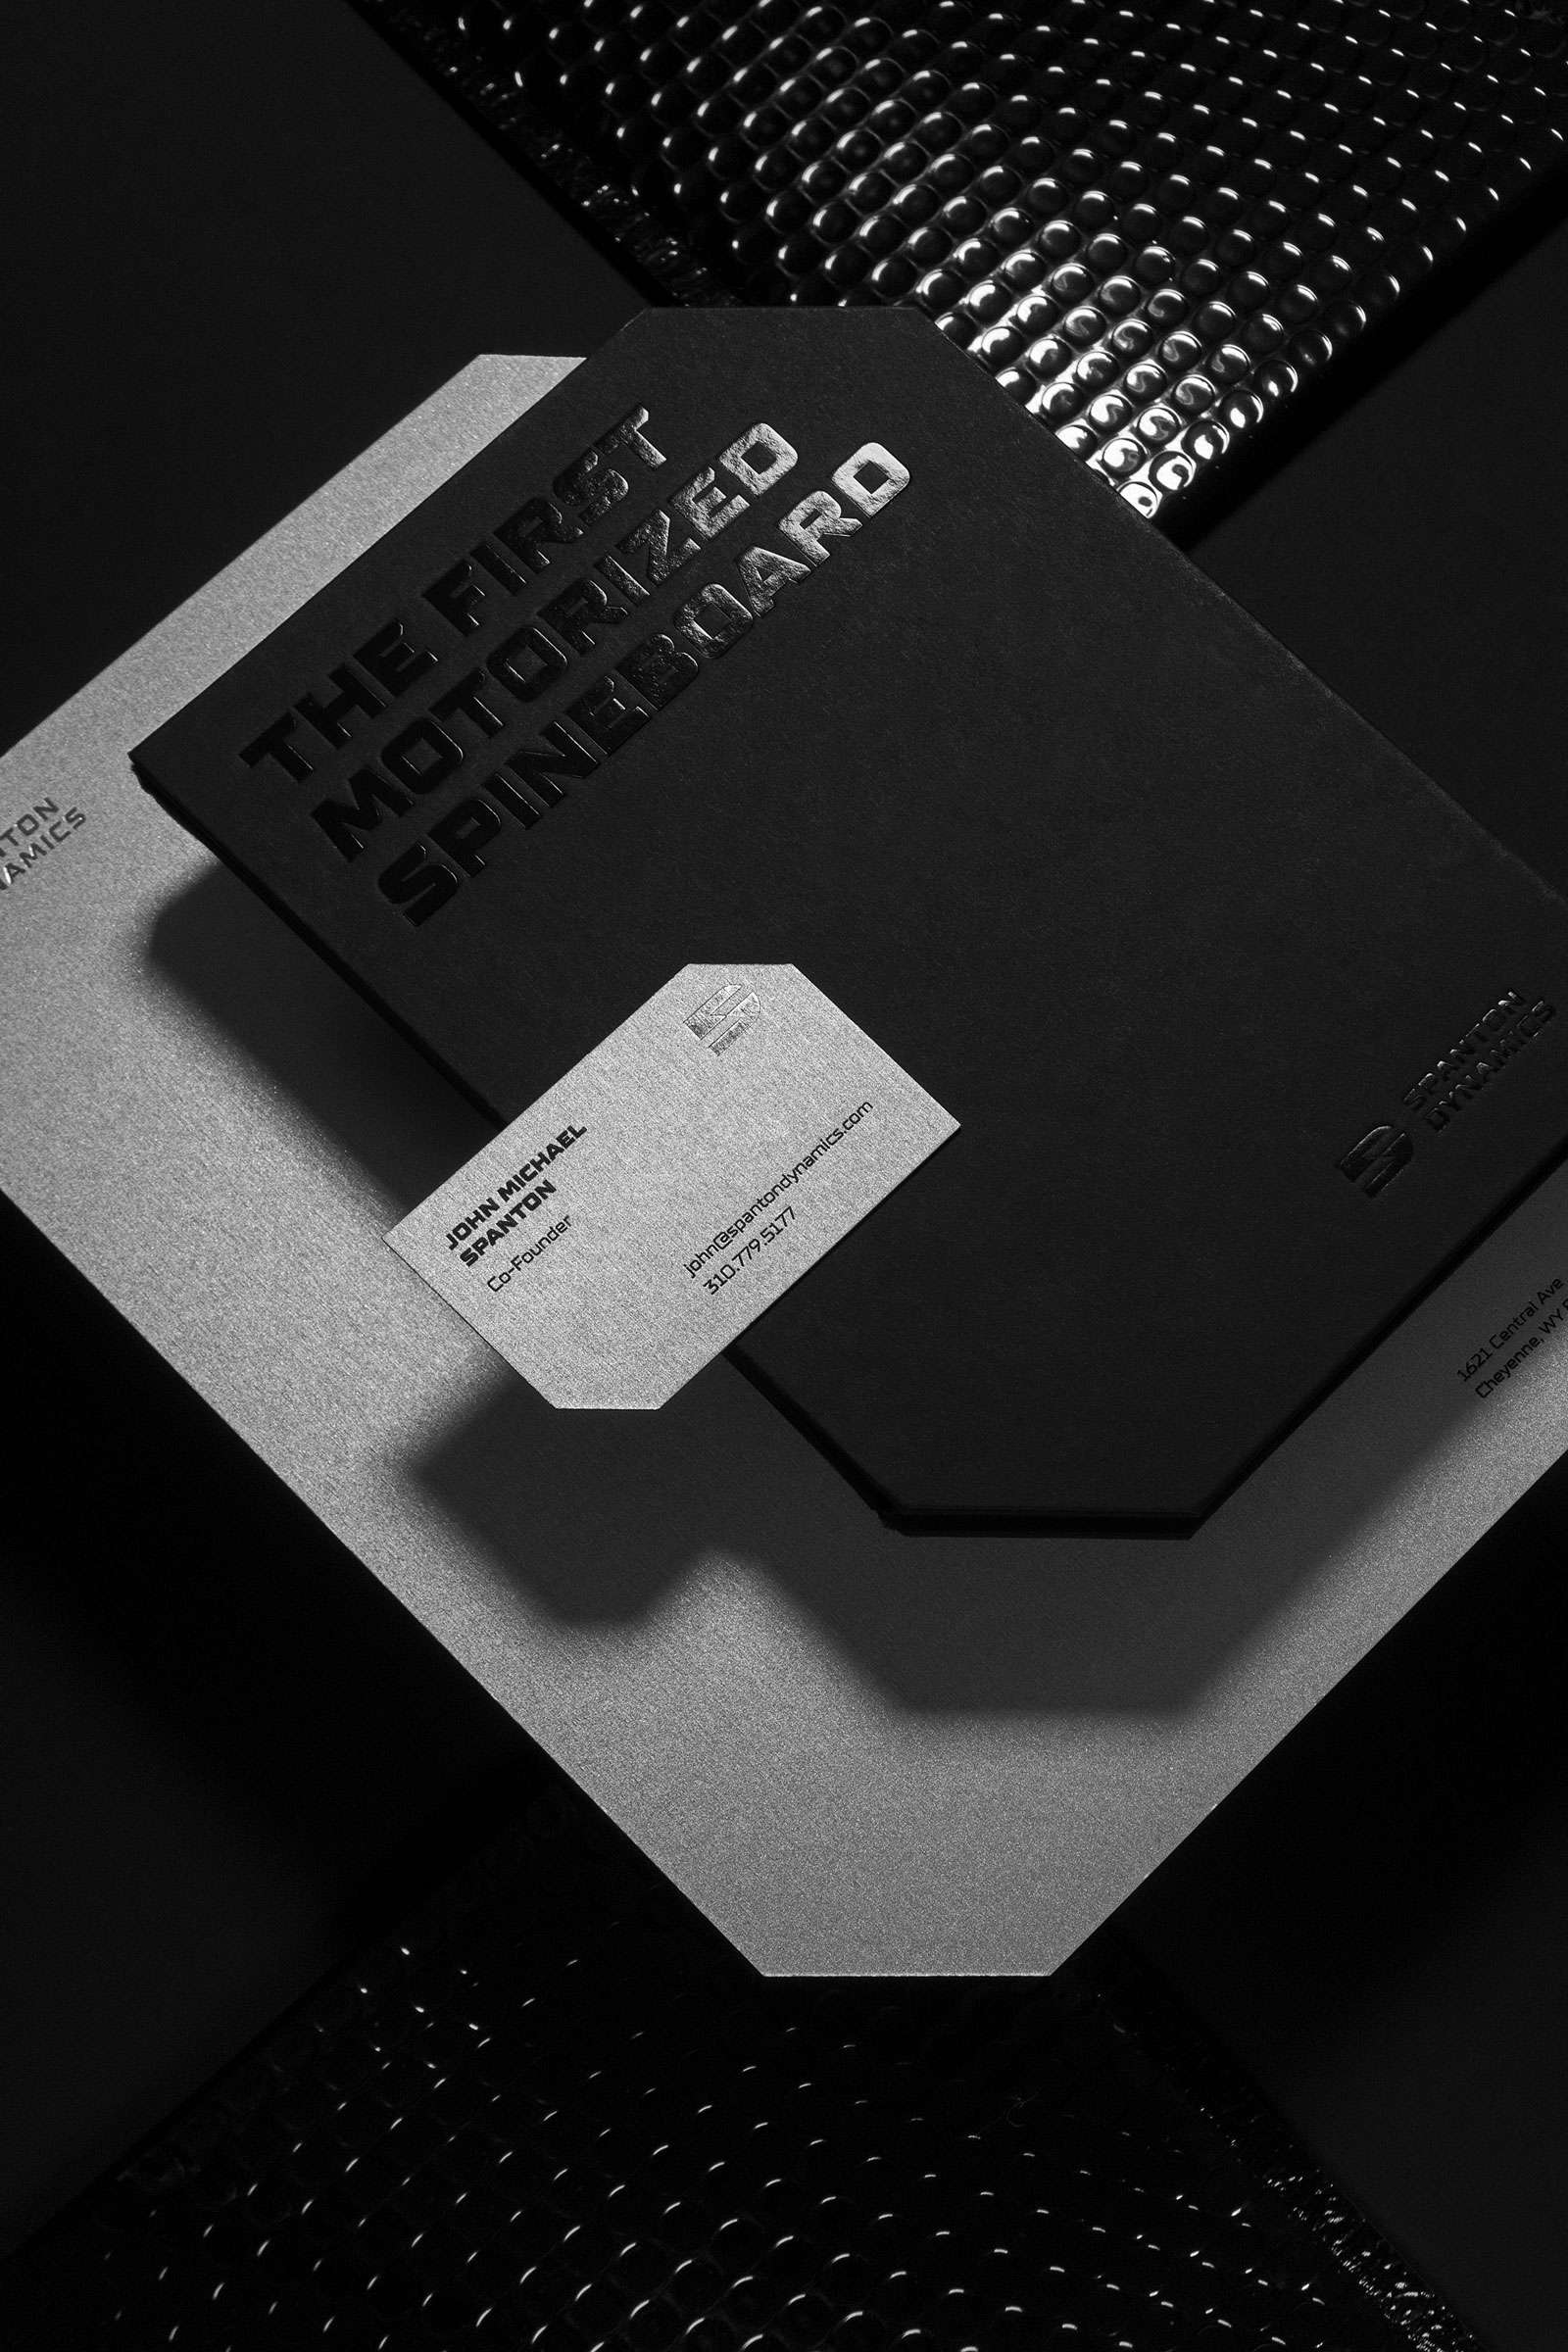 THE FIRST
MOTORIZED
SPINEBOARD
JOHN MICHAEL
SPANTON
Co-Founder
john@spantondynamics.com
310.779.5177
SPANTON
DYNAMICS
1621 Central Ave
Cheyenne, WY